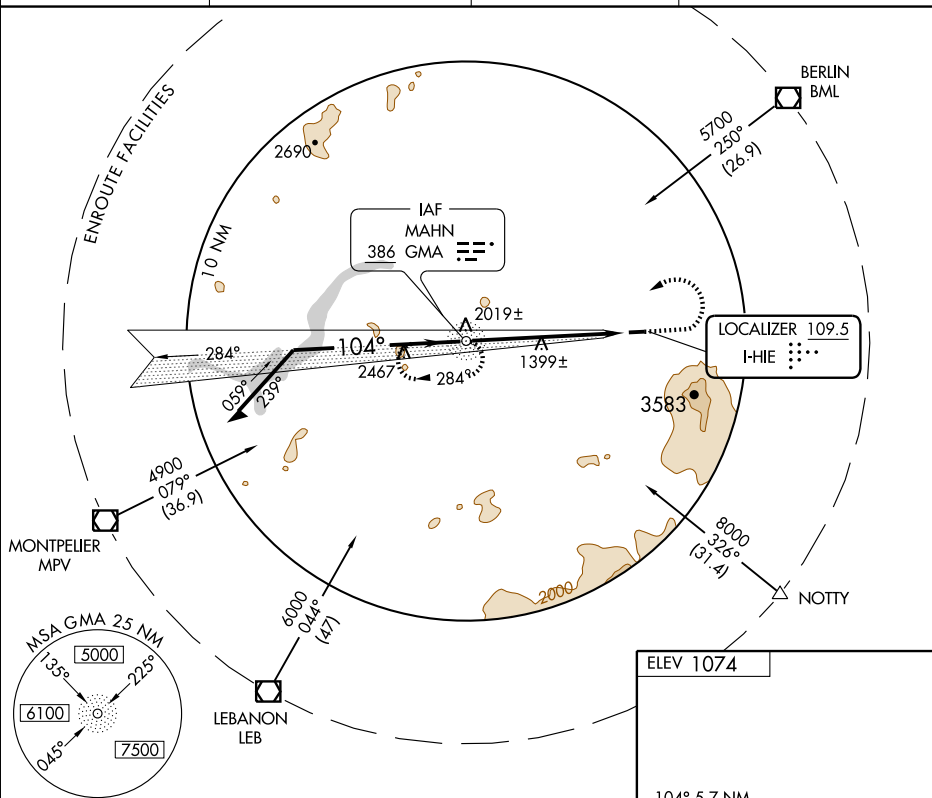 BERLIN
BML
5700
250°
(26.9)
ENROUTE FACILITIES
2690
IAF
MAHN
386 GMA
10 NM
2019±
LOCALIZER 109.5
I-HIE
284°
104°
1399±
2467
284°
059°
239°
3583
4900
079°
(36.9)
MONTPELIER
MPV
8000
326°
(31.4)
NOTTY
2000
6000
044°
(47)
LEBANON
LEB
MSA GMA 25 NM
5000
135°
225°
6100
045°
7500
ELEV 1074
104° 5.7 NM